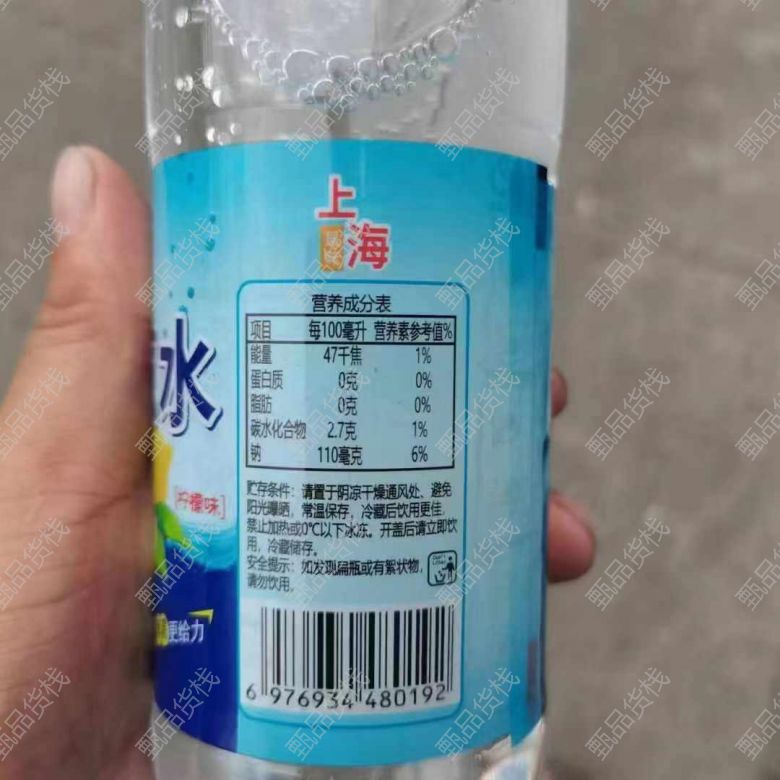 上海
风味
营养成分表
项目 每100毫升 营养素参考值%
能量 47千焦 1%
蛋白质 0克 0%
脂肪 0克 0%
碳水化合物 2.7克 1%
钠 110毫克 6%
贮存条件：请置于阴凉干燥通风处、避免
阳光曝晒，常温保存，冷藏后饮用更佳。
禁止加热或0℃以下冰冻。开盖后请立即饮
用，冷藏储存。
安全提示：如发现扁瓶或有絮状物，
请勿饮用。
6 976934 480192
水
[柠檬味]
更给力
甄品货栈